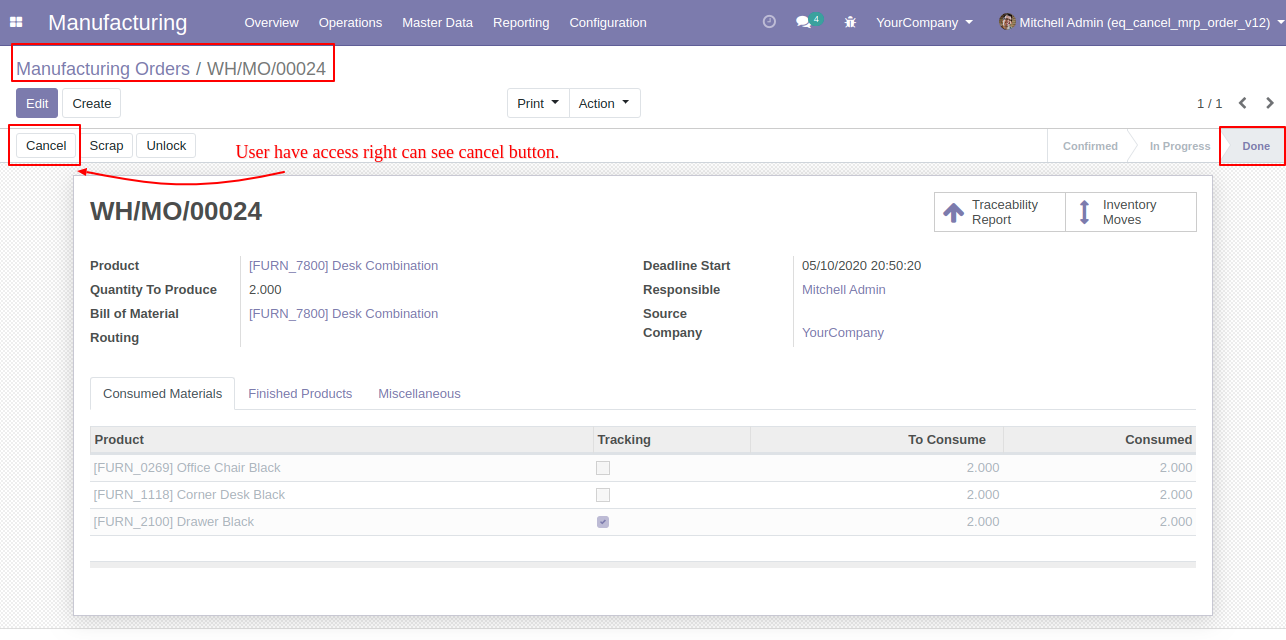 Manufacturing Overview Operations Master Data Reporting Configuration 4 YourCompany Mitchell Admin (eq_cancel_mrp_order_v12)
Manufacturing Orders / WH/MO/00024
Edit Create Print Action 1 / 1
Cancel Scrap Unlock User have access right can see cancel button. Confirmed In Progress Done
WH/MO/00024
Traceability Report
Inventory Moves
Product [FURN_7800] Desk Combination Deadline Start 05/10/2020 20:50:20
Quantity To Produce 2.000 Responsible Mitchell Admin
Bill of Material [FURN_7800] Desk Combination Source
Routing Company YourCompany
Consumed Materials Finished Products Miscellaneous
Product Tracking To Consume Consumed
[FURN_0269] Office Chair Black 2.000 2.000
[FURN_1118] Corner Desk Black 2.000 2.000
[FURN_2100] Drawer Black 2.000 2.000